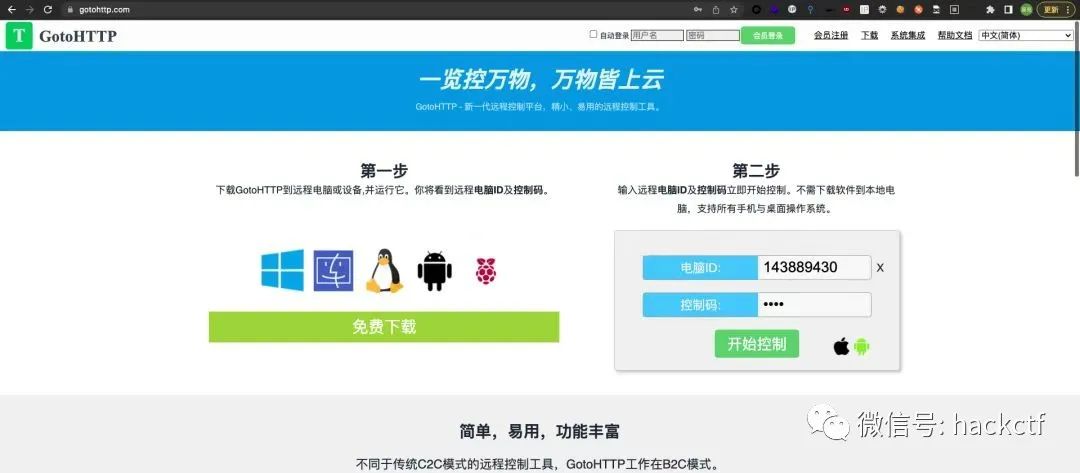 gotohttp.com
更新
T GotoHTTP
自动登录 用户名 密码 会员登录 会员注册 下载 系统集成 帮助文档 中文(简体)
一览控万物，万物皆上云
GotoHTTP - 新一代远程控制平台，精小、易用的远程控制工具。
第一步
下载GotoHTTP到远程电脑或设备,并运行它。你将看到远程电脑ID及控制码。
免费下载
第二步
输入远程电脑ID及控制码立即开始控制。不需下载软件到本地电
脑，支持所有手机与桌面操作系统。
电脑ID: 143889430 X
控制码: ••••
开始控制
简单，易用，功能丰富
不同于传统C2C模式的远程控制工具，GotoHTTP工作在B2C模式。
微信号: hackctf